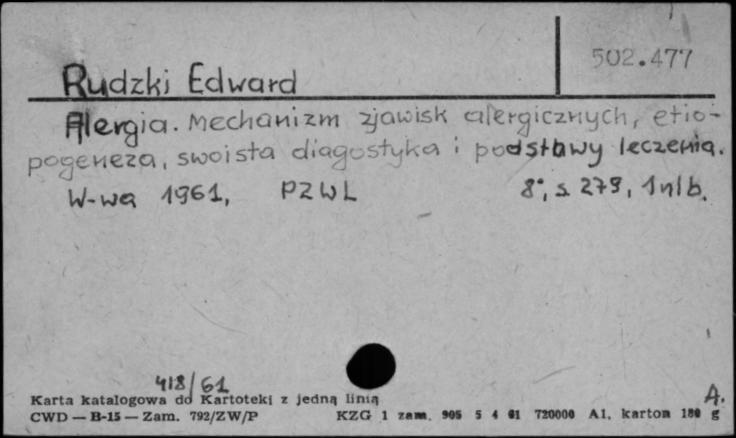 502.477
Rudzki Edward
Alergia. Mechanizm zjawisk alergicznych, etio-
pogeneza, swoista diagostyka i podstawy leczenia.
W-wa 1961, PZWL 8°, s. 279, 1 nlb.
418/61
Karta katalogowa do Kartoteki z jedną linią A.
CWD — B-15 — Zam. 792/ZW/P KZG 1 zam. 905 5 4 61 720000 A1. karton 180 g